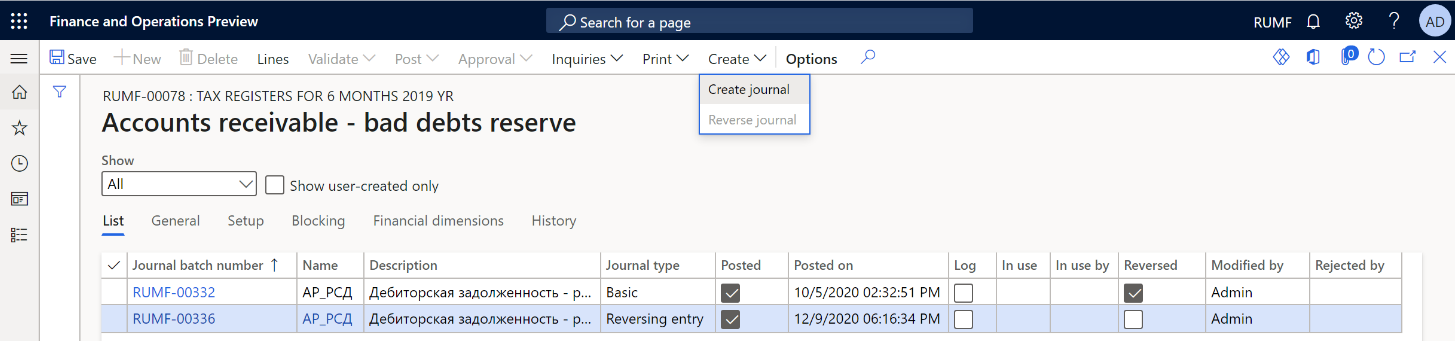 Finance and Operations Preview Search for a page RUMF ? AD
Save New Delete Lines Validate Post Approval Inquiries Print Create Options 0
Create journal
Reverse journal
RUMF-00078 : TAX REGISTERS FOR 6 MONTHS 2019 YR
Accounts receivable - bad debts reserve
Show
All Show user-created only
List General Setup Blocking Financial dimensions History
Journal batch number ↑ Name Description Journal type Posted Posted on Log In use In use by Reversed Modified by Rejected by
RUMF-00332 АР_РСД Дебиторская задолженность - р... Basic 10/5/2020 02:32:51 PM Admin
RUMF-00336 АР_РСД Дебиторская задолженность - р... Reversing entry 12/9/2020 06:16:34 PM Admin